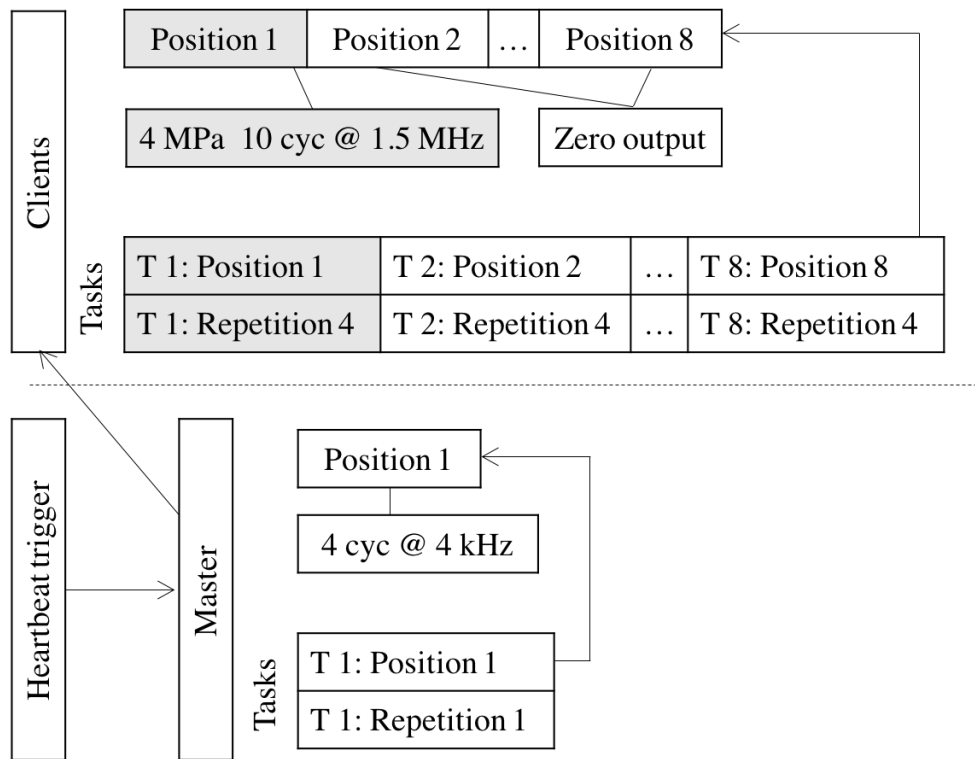 Clients
Position 1 Position 2 … Position 8
4 MPa 10 cyc @ 1.5 MHz Zero output
Tasks
T 1: Position 1 T 2: Position 2 … T 8: Position 8
T 1: Repetition 4 T 2: Repetition 4 … T 8: Repetition 4
Heartbeat trigger
Master
Position 1
4 cyc @ 4 kHz
Tasks
T 1: Position 1
T 1: Repetition 1